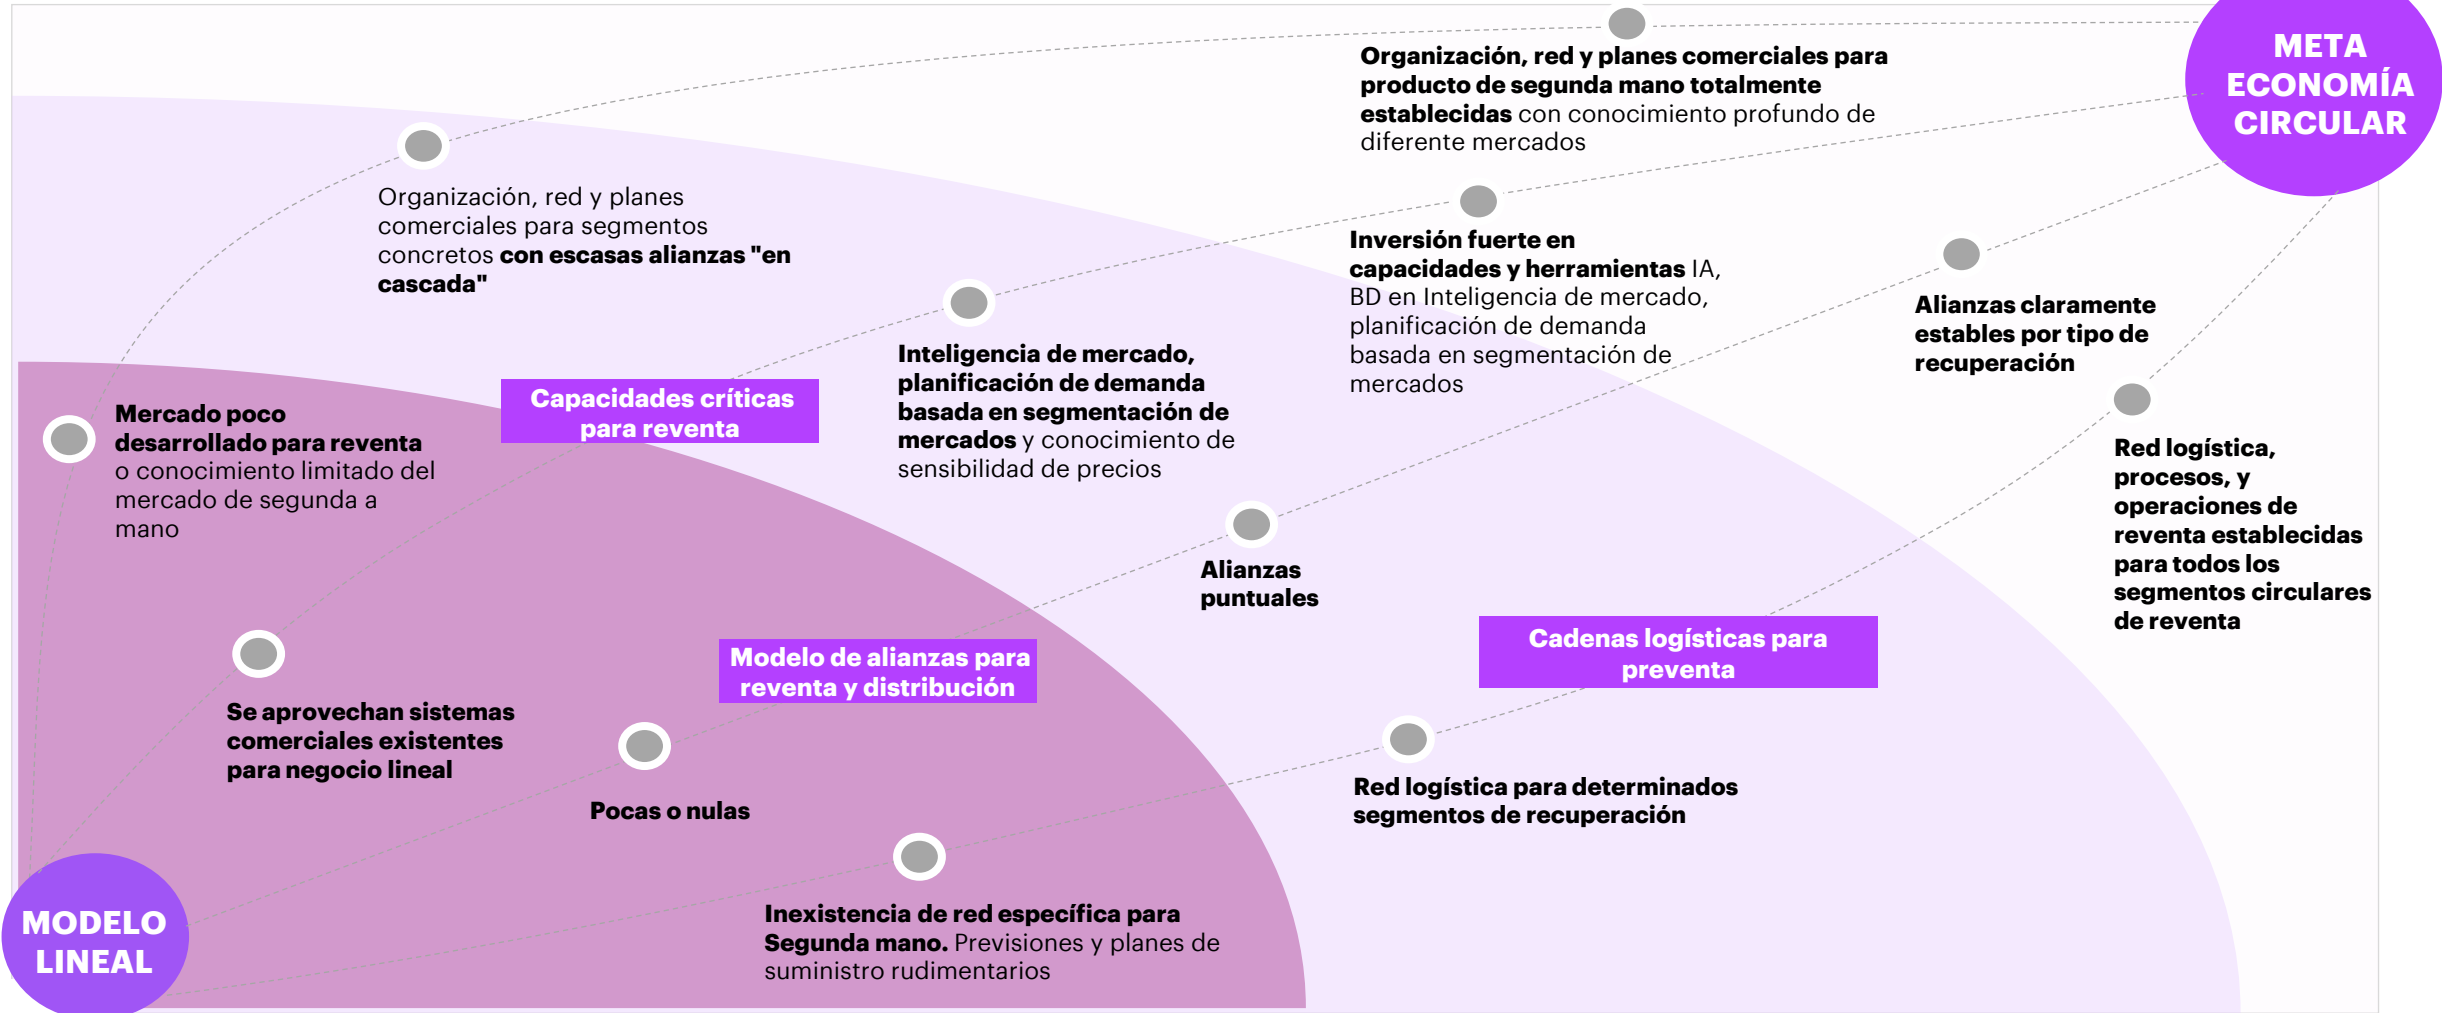 META
ECONOMÍA
CIRCULAR
Organización, red y planes comerciales para
producto de segunda mano totalmente
establecidas con conocimiento profundo de
diferente mercados
Organización, red y planes
comerciales para segmentos
concretos con escasas alianzas "en
cascada"
Inversión fuerte en
capacidades y herramientas IA,
BD en Inteligencia de mercado,
planificación de demanda
basada en segmentación de
mercados
Alianzas claramente
estables por tipo de
recuperación
Inteligencia de mercado,
planificación de demanda
basada en segmentación de
mercados y conocimiento de
sensibilidad de precios
Capacidades críticas
para reventa
Mercado poco
desarrollado para reventa
o conocimiento limitado del
mercado de segunda a
mano
Red logística,
procesos, y
operaciones de
reventa establecidas
para todos los
segmentos circulares
de reventa
Alianzas
puntuales
Cadenas logísticas para
preventa
Modelo de alianzas para
reventa y distribución
Se aprovechan sistemas
comerciales existentes
para negocio lineal
Pocas o nulas
Red logística para determinados
segmentos de recuperación
Inexistencia de red específica para
Segunda mano. Previsiones y planes de
suministro rudimentarios
MODELO
LINEAL